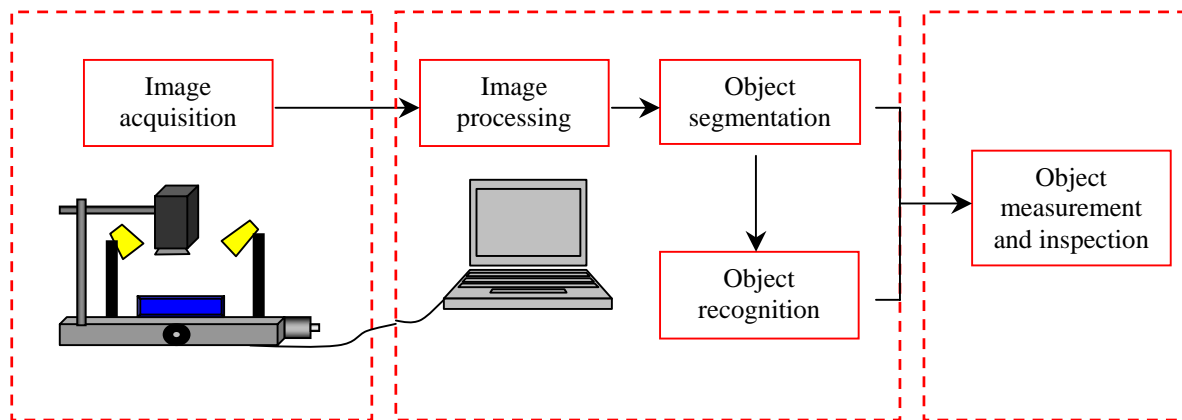 Image
acquisition
Image
processing
Object
segmentation
Object
recognition
Object
measurement
and inspection